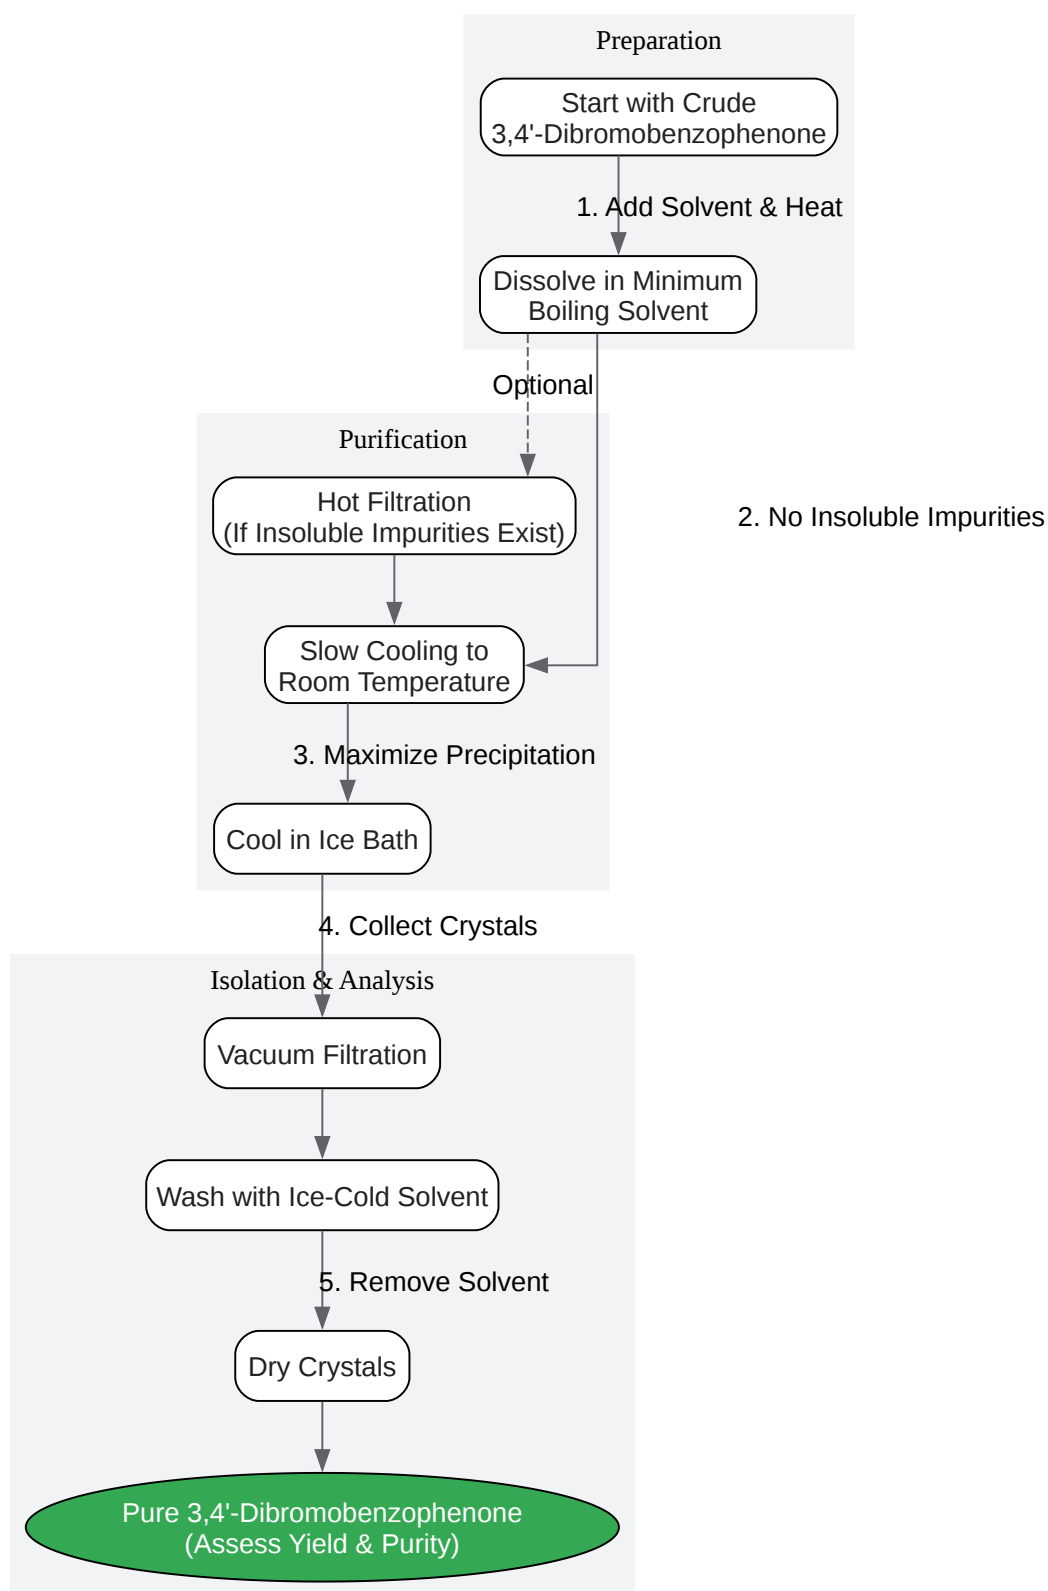 Preparation
Start with Crude
3,4'-Dibromobenzophenone
1. Add Solvent & Heat
Dissolve in Minimum
Boiling Solvent
Optional
Purification
Hot Filtration
(If Insoluble Impurities Exist)
2. No Insoluble Impurities
Slow Cooling to
Room Temperature
3. Maximize Precipitation
Cool in Ice Bath
4. Collect Crystals
Isolation & Analysis
Vacuum Filtration
Wash with Ice-Cold Solvent
5. Remove Solvent
Dry Crystals
Pure 3,4'-Dibromobenzophenone
(Assess Yield & Purity)